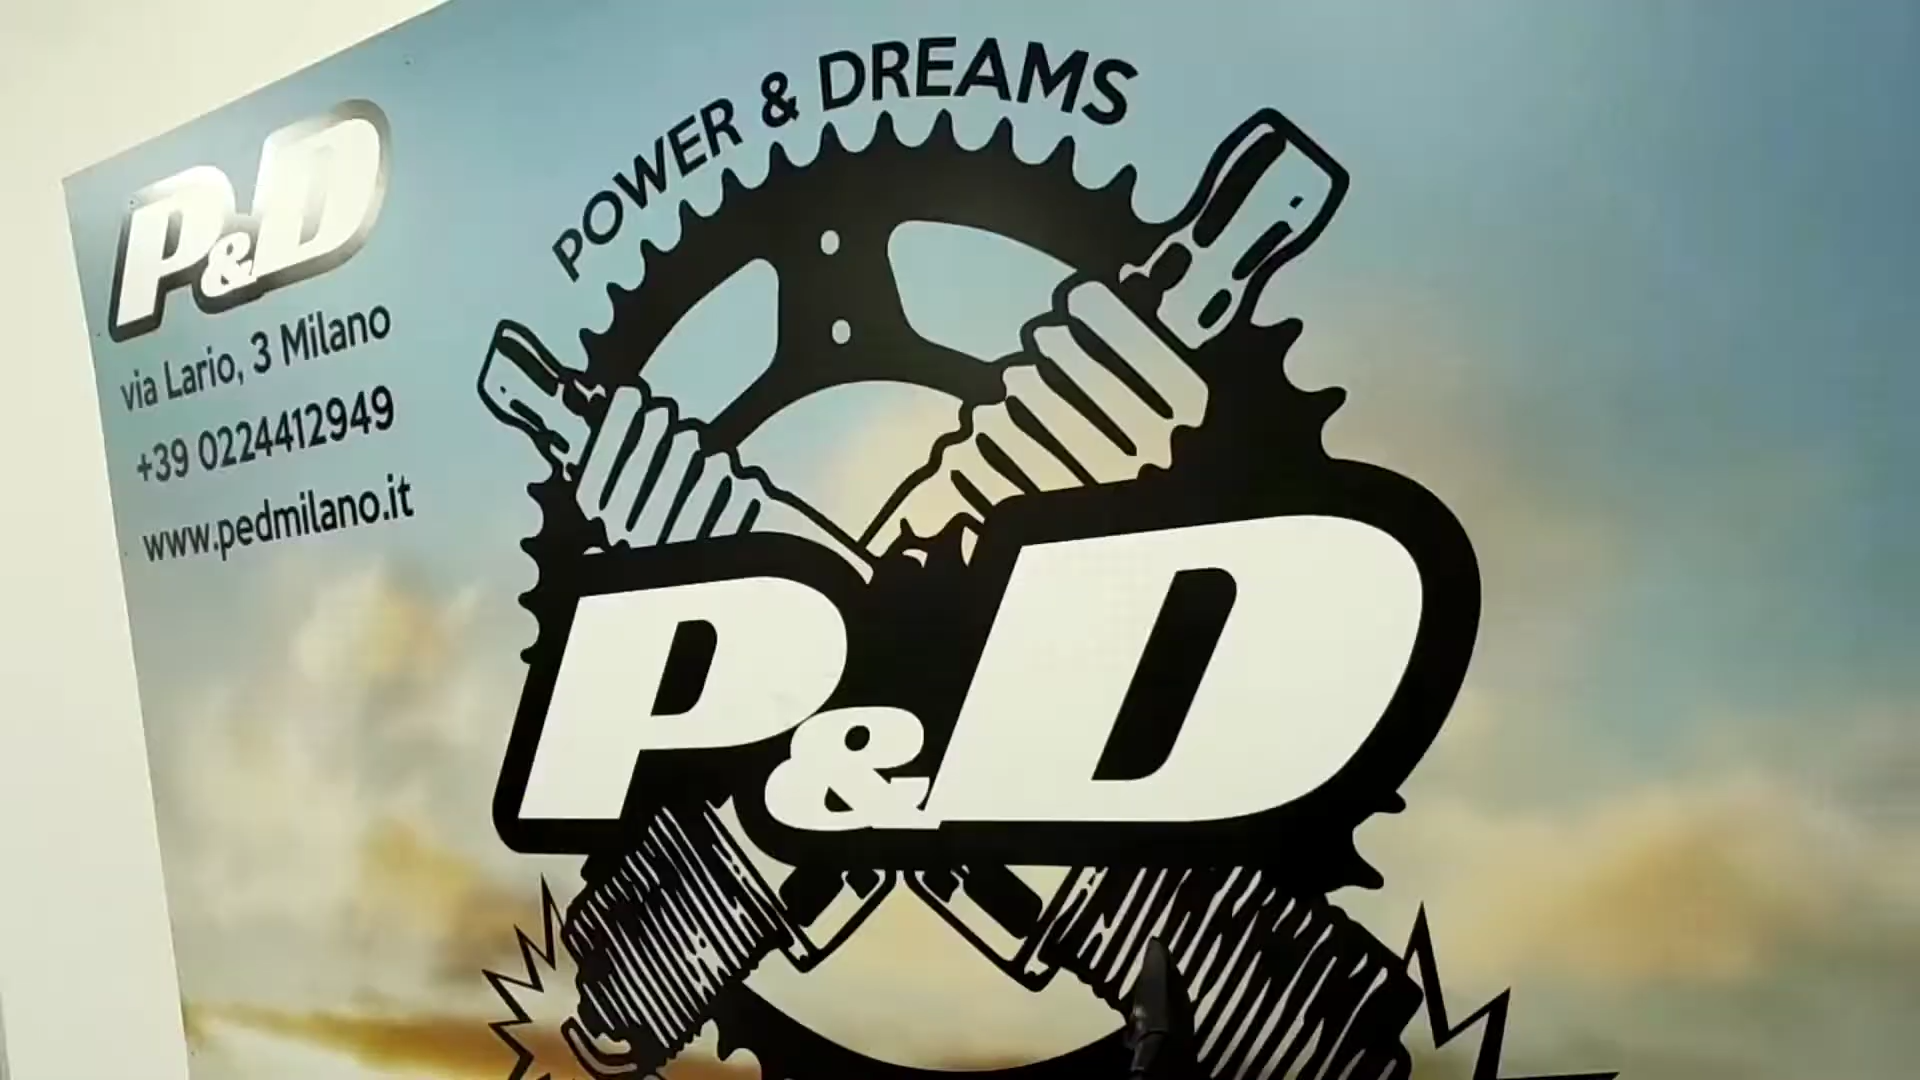 P&D
via Lario, 3 Milano
+39 0224412949
www.pedmilano.it
POWER & DREAMS
P&D